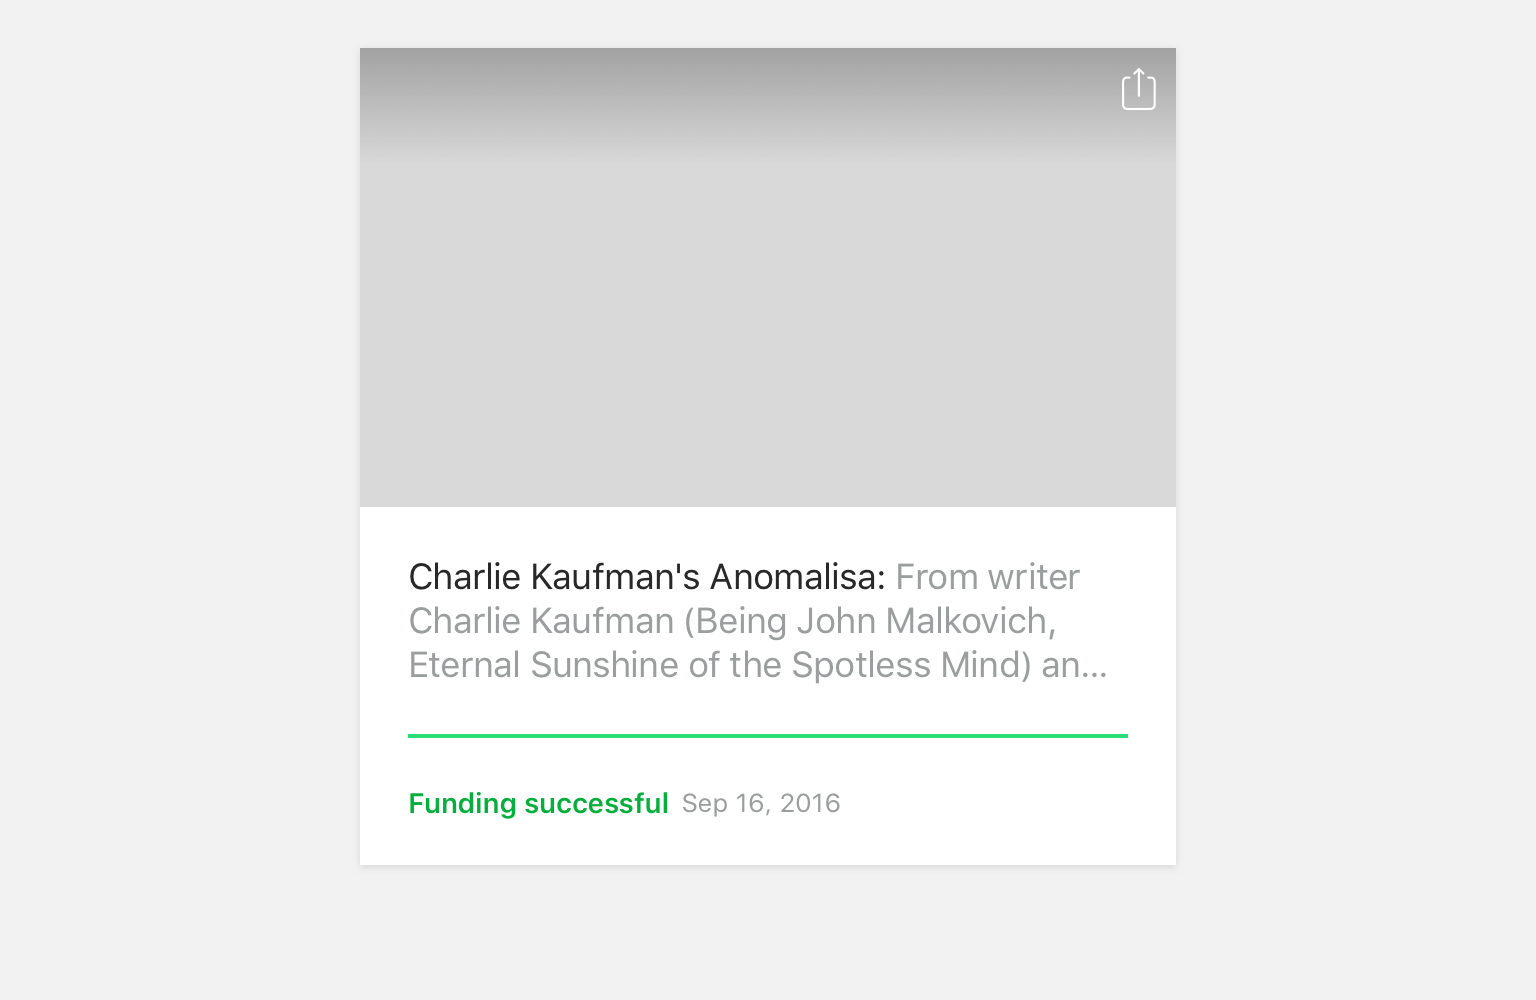 Charlie Kaufman's Anomalisa: From writer
Charlie Kaufman (Being John Malkovich,
Eternal Sunshine of the Spotless Mind) an...
Funding successful Sep 16, 2016